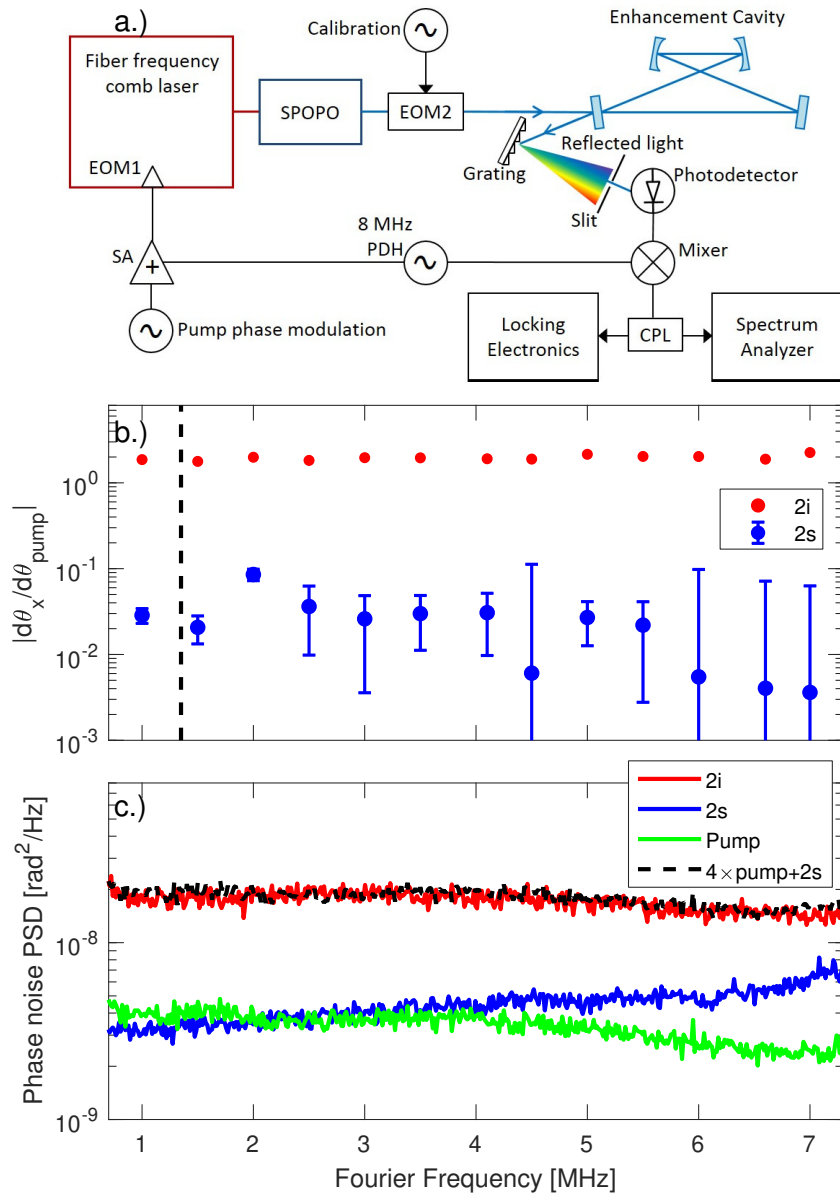 a.)
Calibration
Enhancement Cavity
Fiber frequency
comb laser
SPOPO
EOM2
EOM1
Reflected light
Grating
Photodetector
Slit
8 MHz
PDH
SA
+
Mixer
Pump phase modulation
Locking
Electronics
CPL
Spectrum
Analyzer
b.)
|dθx/dθpump|
10^0
10^-1
10^-2
10^-3
2i
2s
c.)
Phase noise PSD [rad^2/Hz]
10^-8
10^-9
2i
2s
Pump
4×pump+2s
1 2 3 4 5 6 7
Fourier Frequency [MHz]